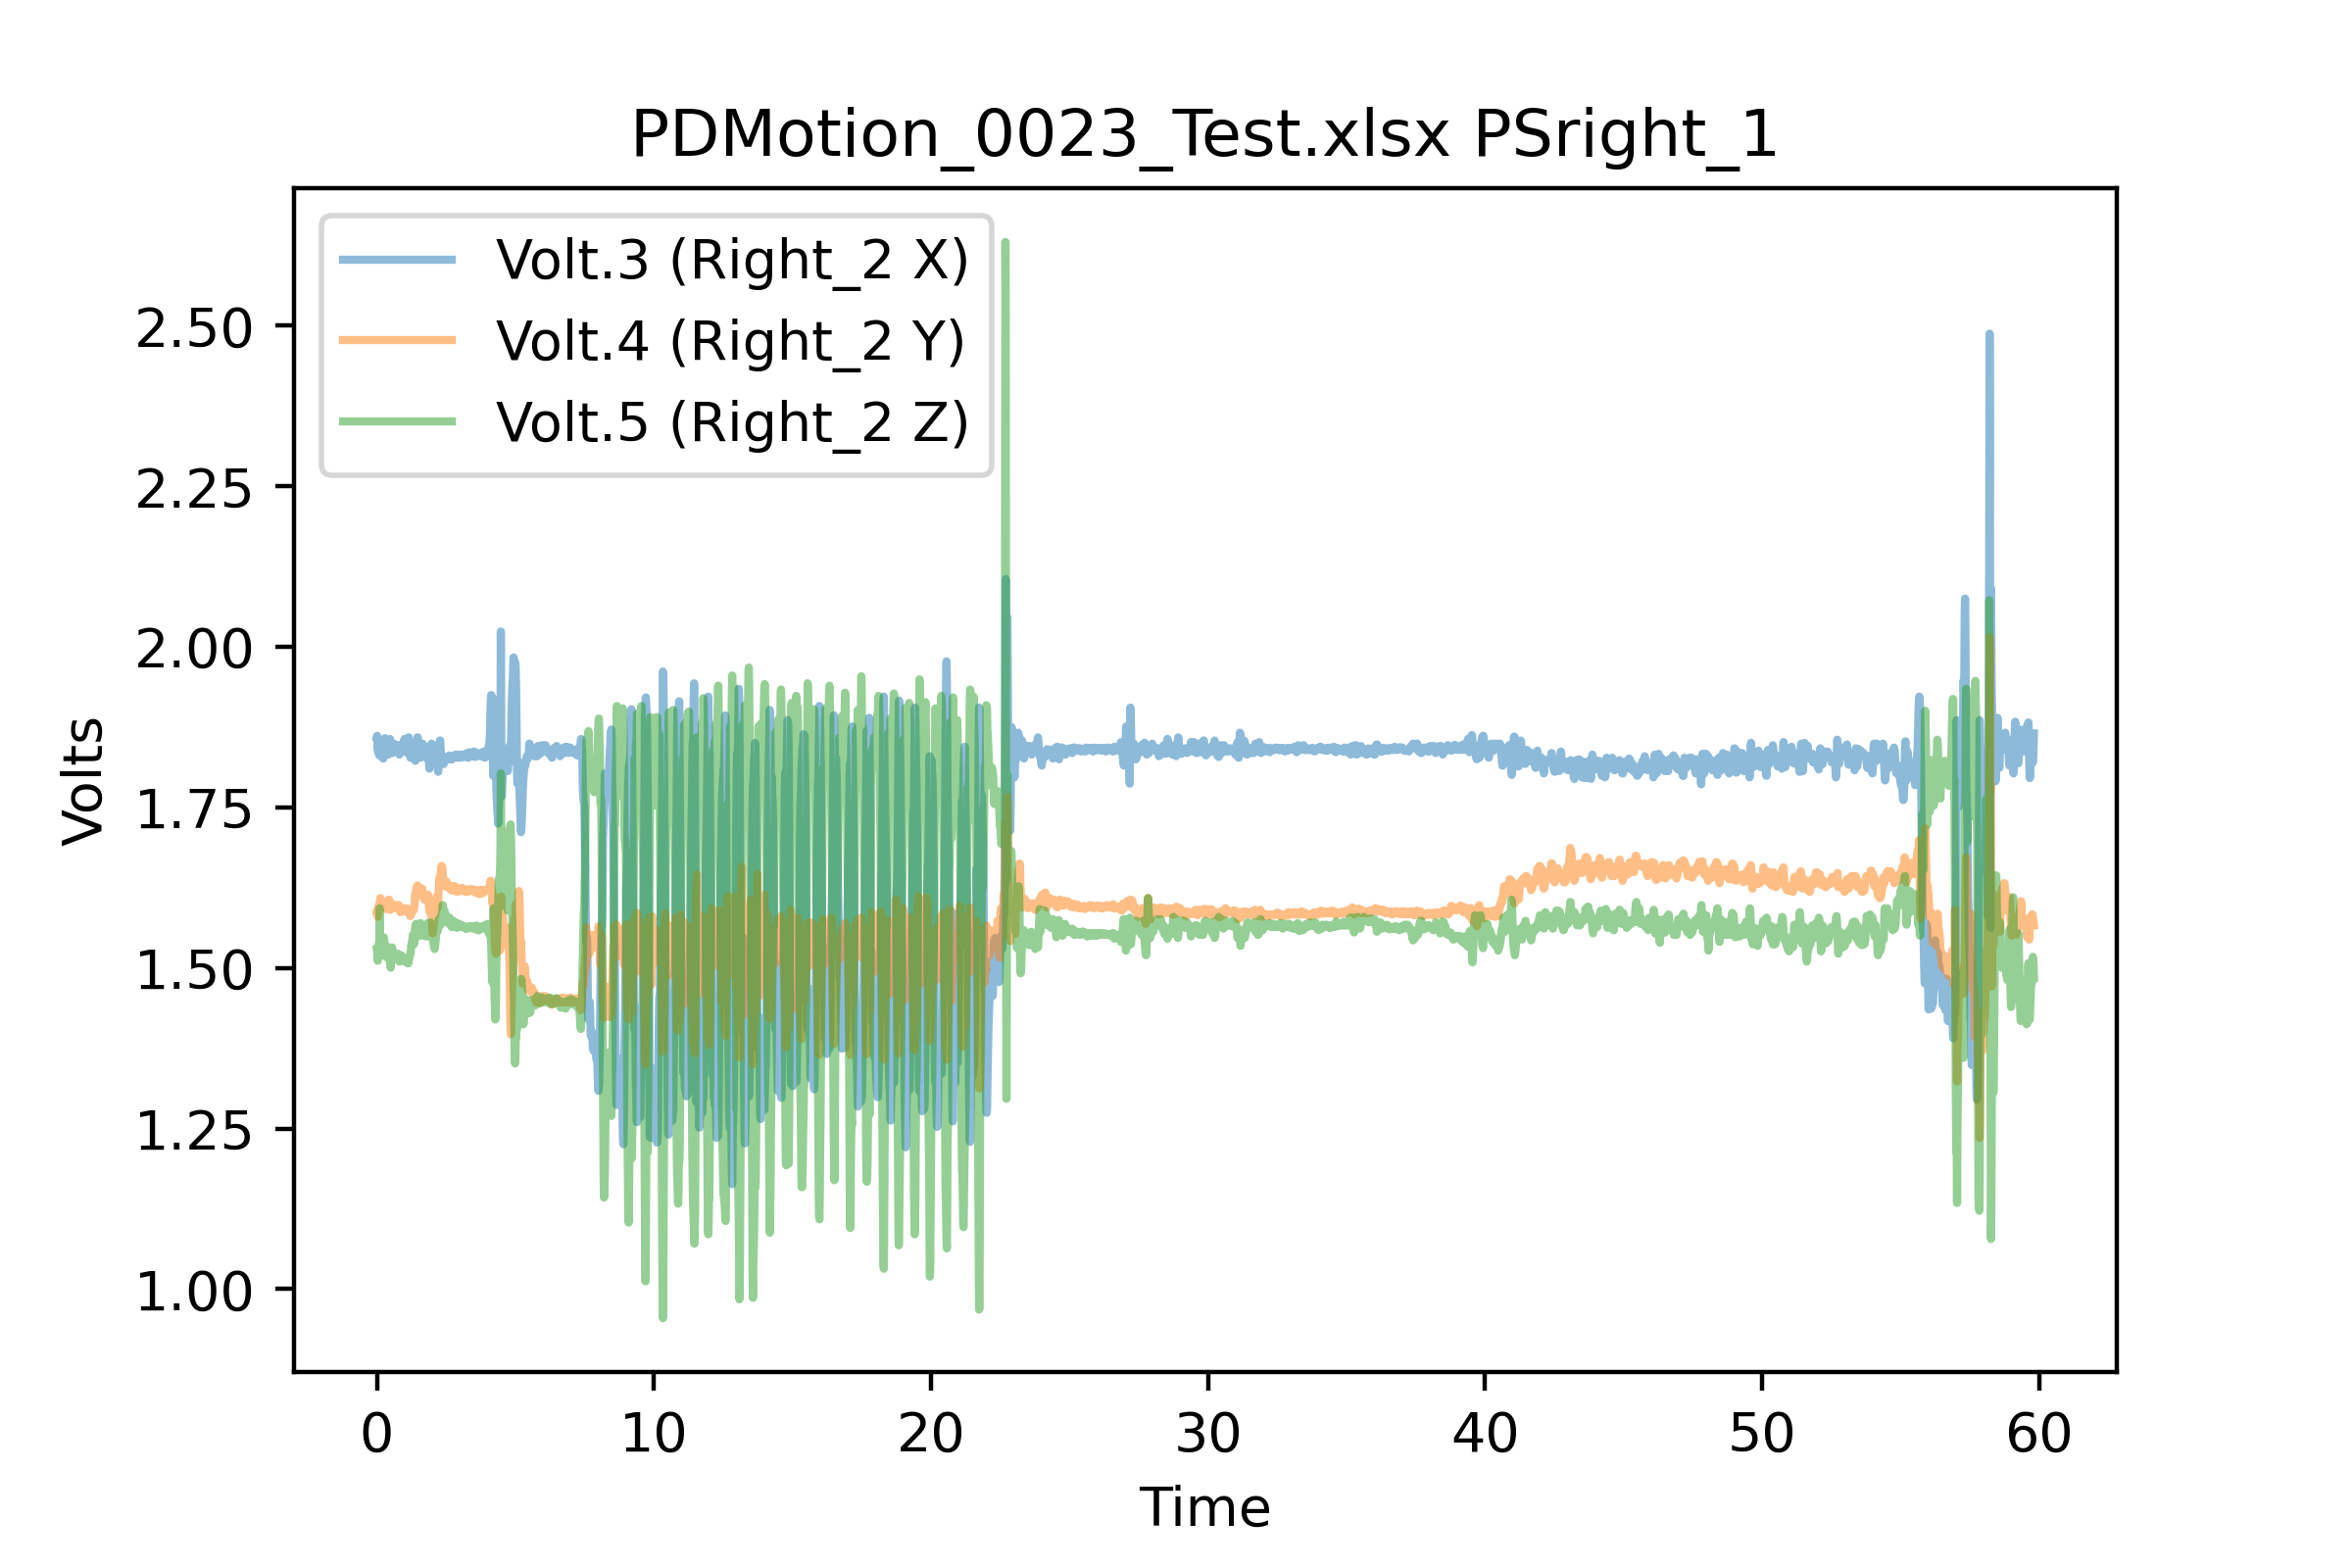 PDMotion_0023_Test.xlsx PSright_1
Volt.3 (Right_2 X)
Volt.4 (Right_2 Y)
Volt.5 (Right_2 Z)
2.50
2.25
2.00
1.75
1.50
1.25
1.00
Volts
0 10 20 30 40 50 60
Time